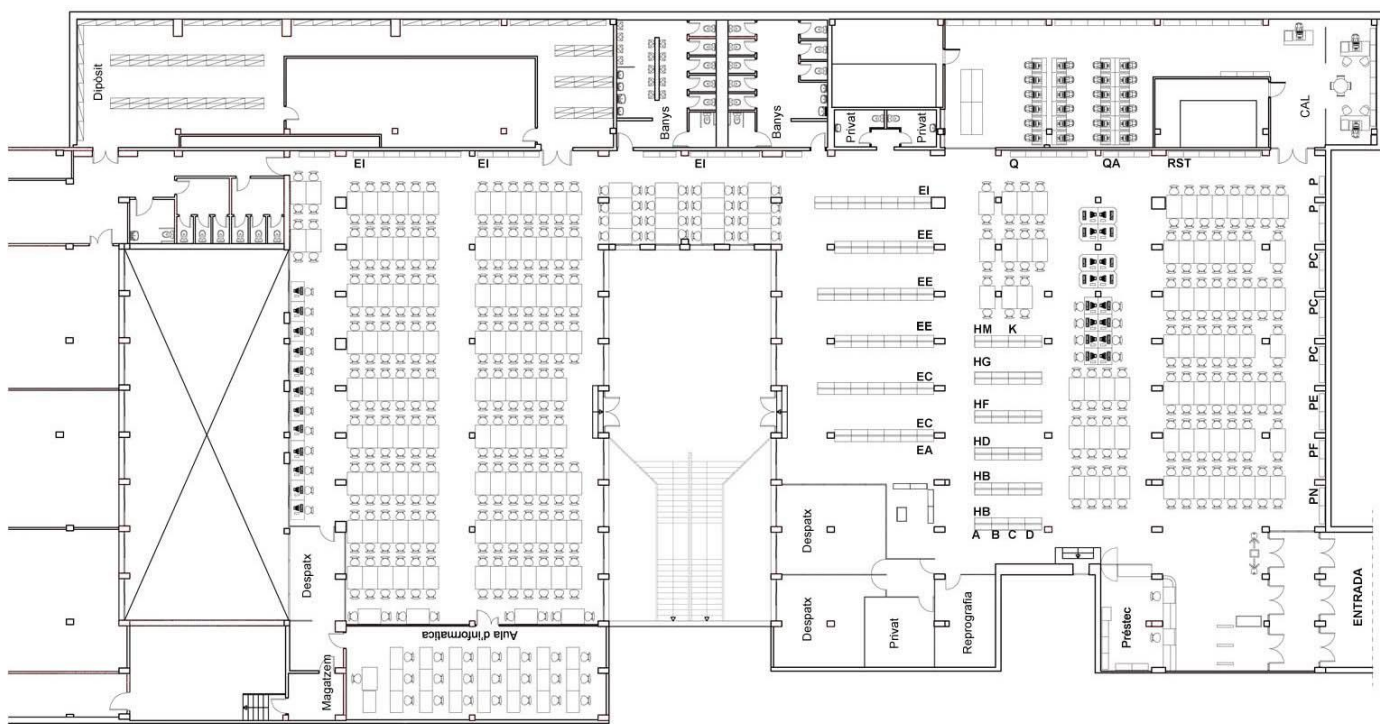 Dipòsit
Banys
Banys
Privat
Privat
CAL
EI
EI
EI
Q
QA
RST
EI
P
P
EE
PC
EE
PC
EE
HM K
PC
HG
EC
PE
HF
EC
EA
HD
PF
HB
PN
HB
A B C D
Despatx
Despatx
Despatx
Privat
Reprografia
Préstec
ENTRADA
Aula d'informatica
Magatzem